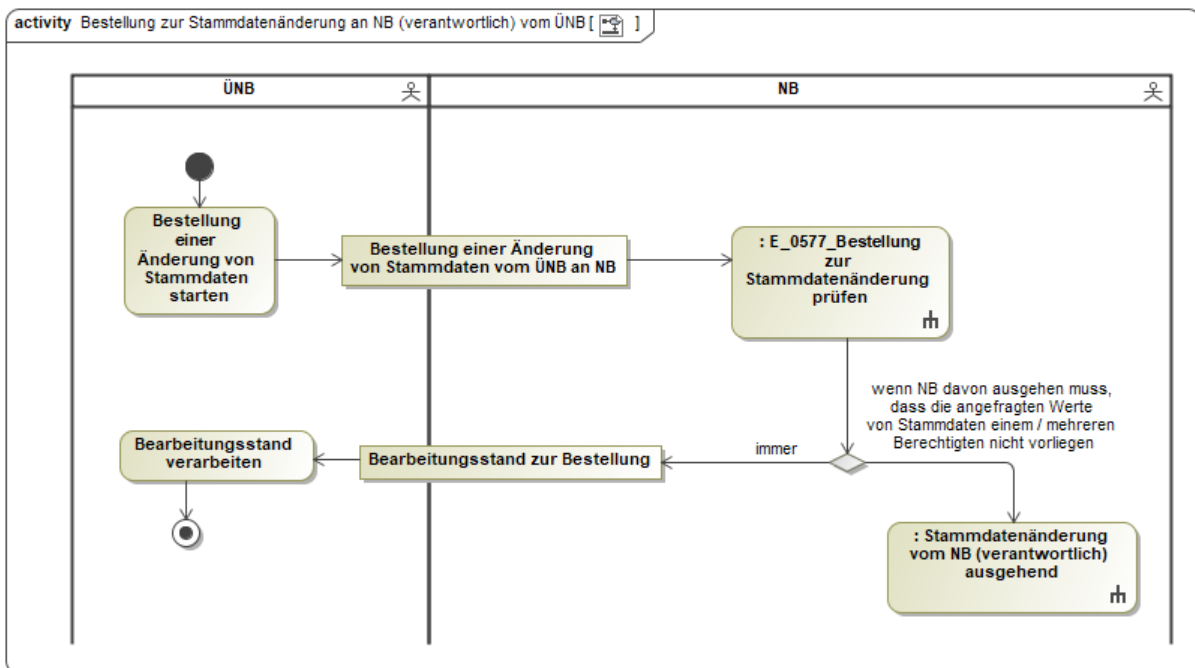 activity Bestellung zur Stammdatenänderung an NB (verantwortlich) vom ÜNB [ ]
ÜNB
NB
Bestellung
einer
Änderung von
Stammdaten
starten
Bestellung einer Änderung
von Stammdaten vom ÜNB an NB
: E_0577_Bestellung
zur
Stammdatenänderung
prüfen
wenn NB davon ausgehen muss,
dass die angefragten Werte
von Stammdaten einem / mehreren
Berechtigten nicht vorliegen
immer
Bearbeitungsstand zur Bestellung
Bearbeitungsstand
verarbeiten
: Stammdatenänderung
vom NB (verantwortlich)
ausgehend